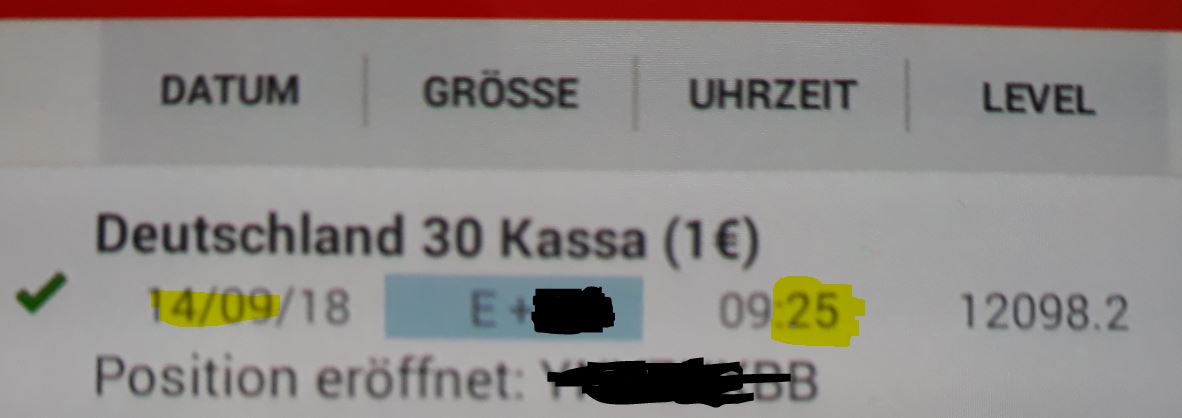 DATUM GRÖSSE UHRZEIT LEVEL
Deutschland 30 Kassa (1€)
14/09/18 E + 09:25 12098.2
Position eröffnet: